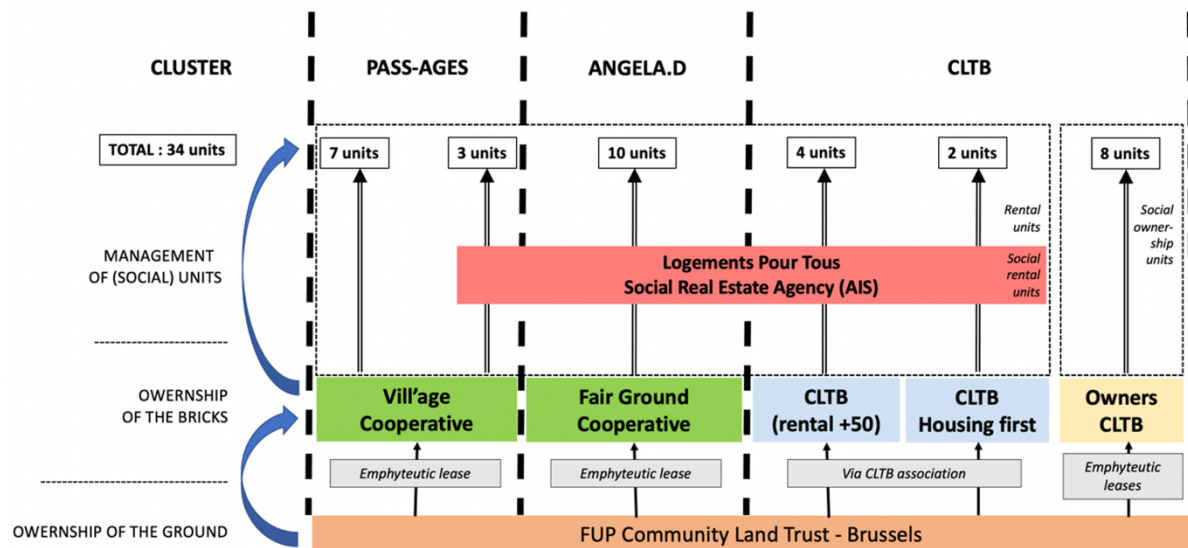 CLUSTER
PASS-AGES
ANGELA.D
CLTB
TOTAL : 34 units
7 units
3 units
10 units
4 units
2 units
8 units
MANAGEMENT
OF (SOCIAL) UNITS
Rental
units
Social
owner-
ship
units
Logements Pour Tous
Social Real Estate Agency (AIS)
Social
rental
units
OWERNSHIP
OF THE BRICKS
Vill'age
Cooperative
Fair Ground
Cooperative
CLTB
(rental +50)
CLTB
Housing first
Owners
CLTB
Emphyteutic lease
Emphyteutic lease
Via CLTB association
Emphyteutic
leases
OWERNSHIP OF THE GROUND
FUP Community Land Trust - Brussels